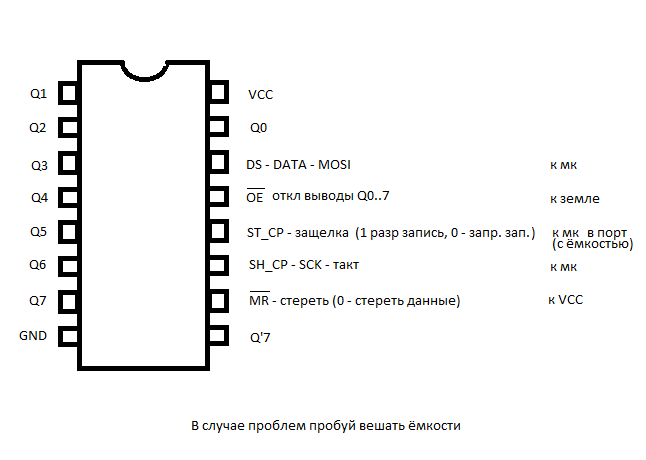 Q1 VCC
Q2 Q0
Q3 DS - DATA - MOSI к мк
Q4 OE откл выводы Q0..7 к земле
Q5 ST_CP - защелка (1 разр запись, 0 - запр. зап.) к мк в порт
(с ёмкостью)
Q6 SH_CP - SCK - такт к мк
Q7 MR - стереть (0 - стереть данные) к VCC
GND Q'7
В случае проблем пробуй вешать ёмкости